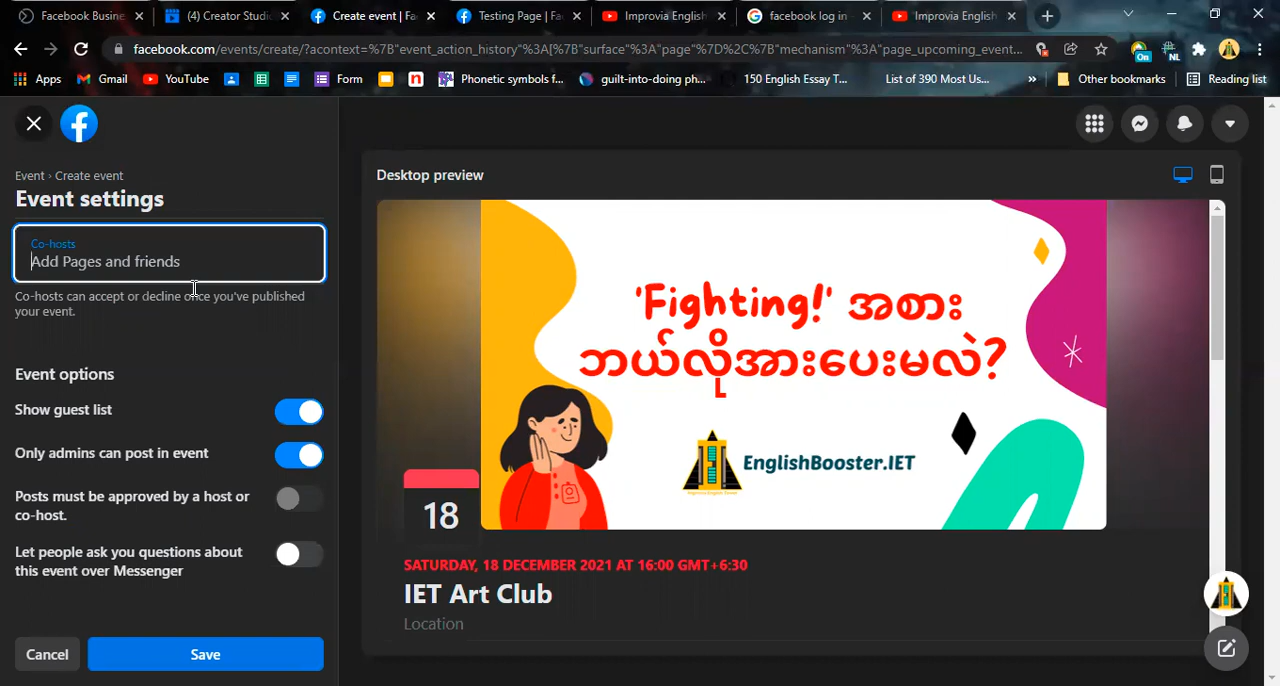 Facebook Busine
(4) Creator Studi
Create event | Fa
Testing Page | Fa
Improvia English
facebook log in -
Improvia English
facebook.com/events/create/?acontext=%7B"event_action_history"%3A[%7B"surface"%3A"page"%7D%2C%7B"mechanism"%3A"page_upcoming_event...
On
NL
Apps
Gmail
YouTube
Form
Phonetic symbols f...
guilt-into-doing ph...
150 English Essay T...
List of 390 Most Us...
»
Other bookmarks
Reading list
Event › Create event
Event settings
Co-hosts
Add Pages and friends
Co-hosts can accept or decline once you've published
your event.
Event options
Show guest list
Only admins can post in event
Posts must be approved by a host or
co-host.
Let people ask you questions about
this event over Messenger
Cancel
Save
Desktop preview
'Fighting!' အစား
ဘယ်လိုအားပေးမလဲ?
EnglishBooster.IET
18
SATURDAY, 18 DECEMBER 2021 AT 16:00 GMT+6:30
IET Art Club
Location